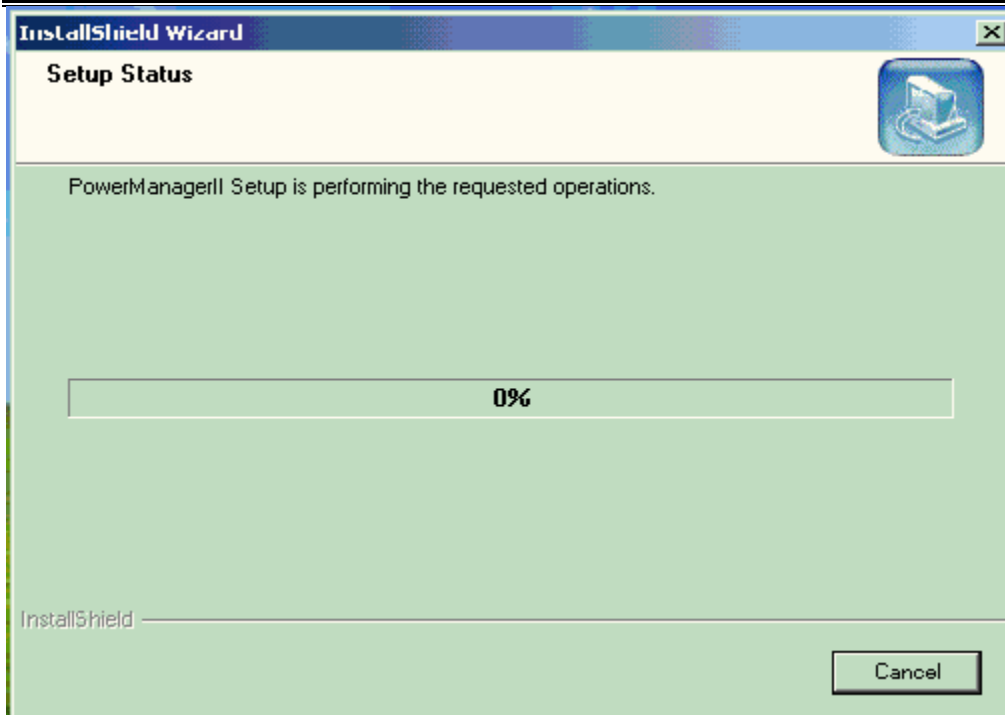 InstallShield Wizard
Setup Status
PowerManagerII Setup is performing the requested operations.
0%
InstallShield
Cancel